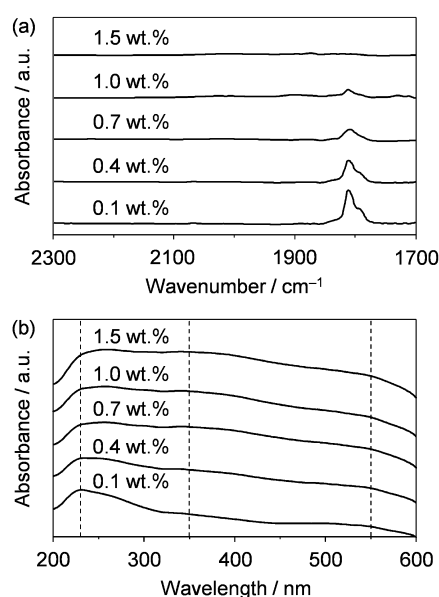 (a)
1.5 wt.%
1.0 wt.%
0.7 wt.%
0.4 wt.%
0.1 wt.%
Absorbance / a.u.
2300 2100 1900 1700
Wavenumber / cm⁻¹
(b)
1.5 wt.%
1.0 wt.%
0.7 wt.%
0.4 wt.%
0.1 wt.%
Absorbance / a.u.
200 300 400 500 600
Wavelength / nm